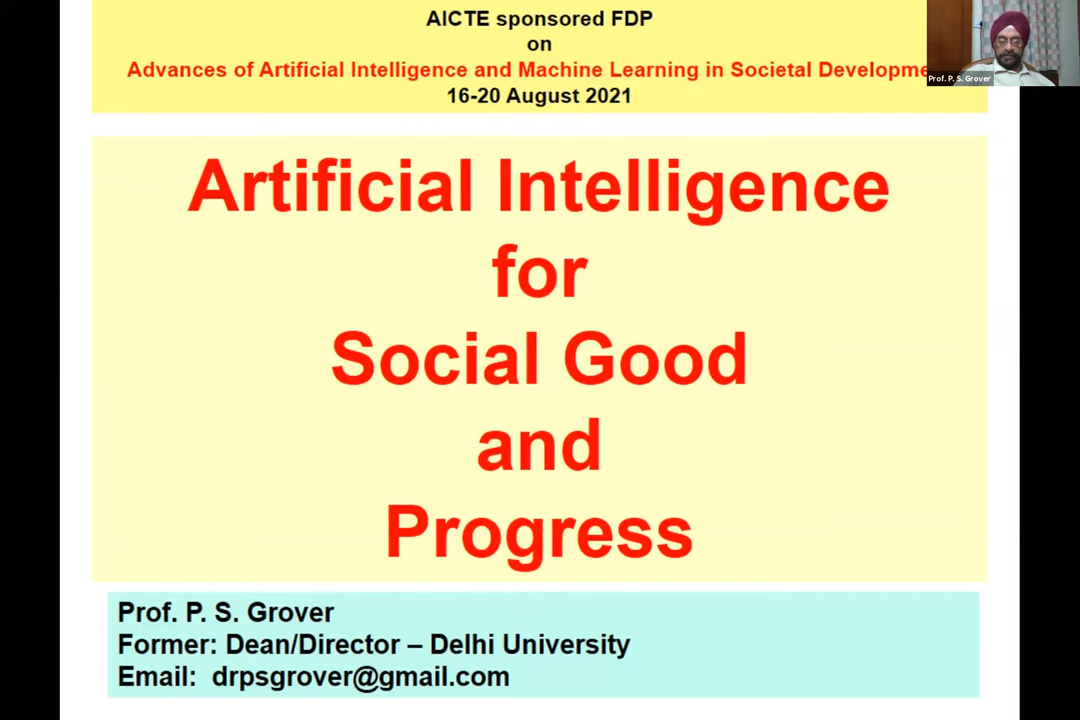 AICTE sponsored FDP
on
Advances of Artificial Intelligence and Machine Learning in Societal
16-20 August 2021
Prof. P. S. Grover
Artificial Intelligence
for
Social Good
and
Progress
Prof. P. S. Grover
Former: Dean/Director – Delhi University
Email: drpsgrover@gmail.com